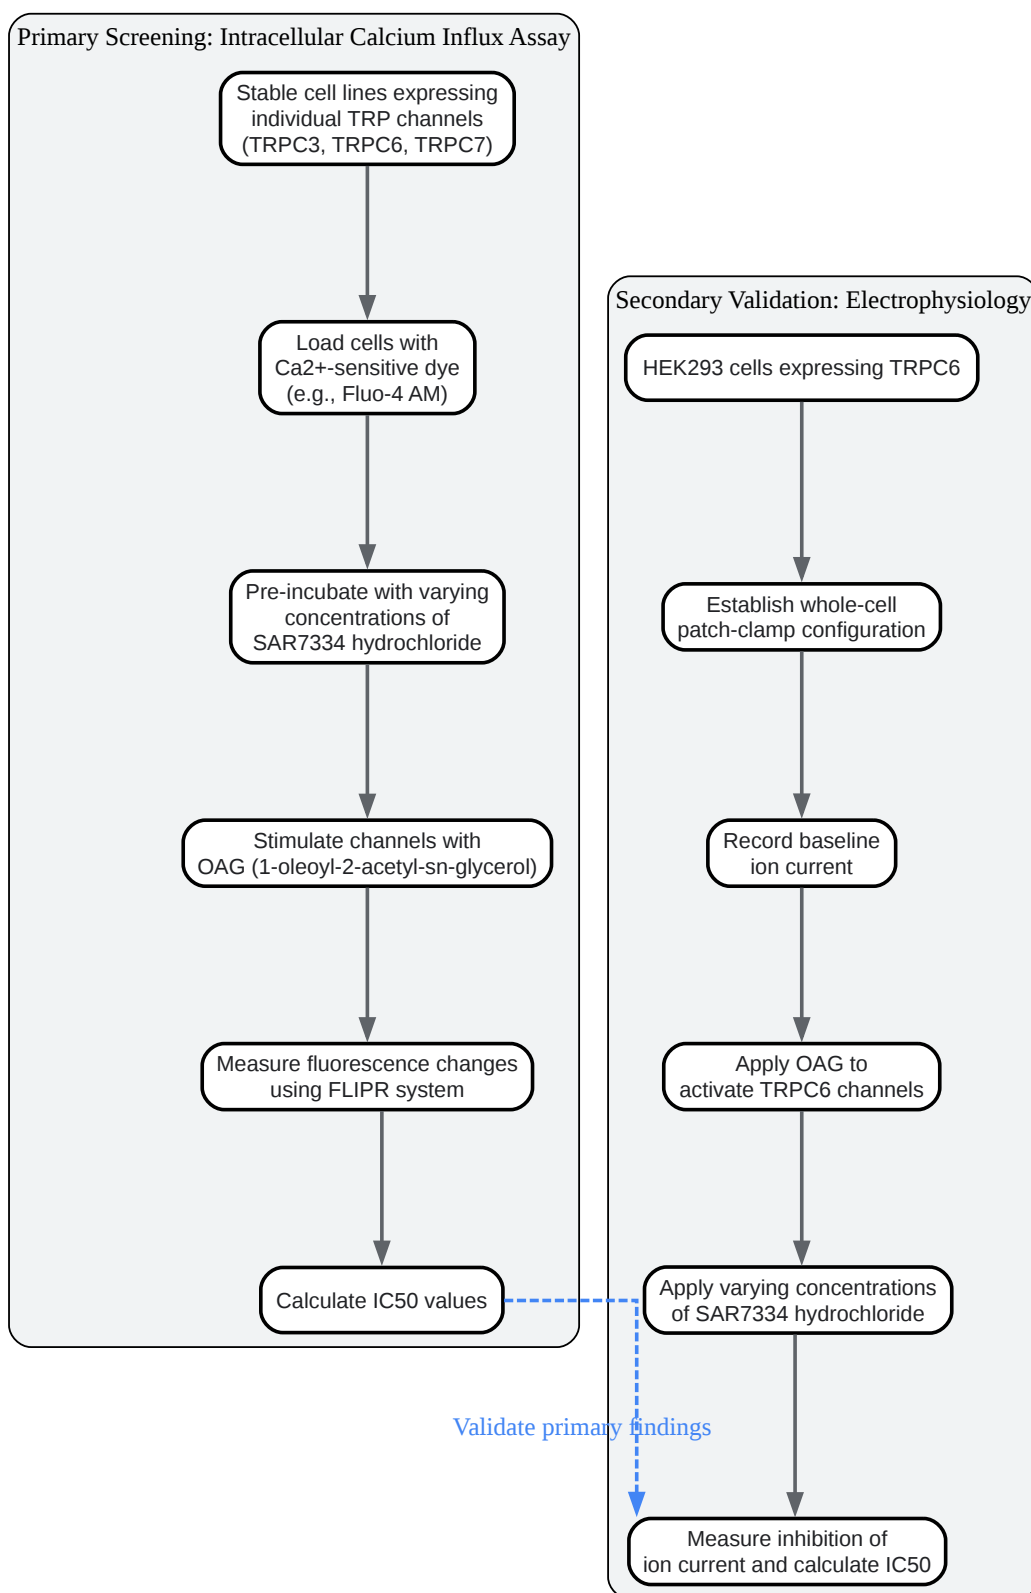 Primary Screening: Intracellular Calcium Influx Assay
Stable cell lines expressing
individual TRP channels
(TRPC3, TRPC6, TRPC7)
Load cells with
Ca2+-sensitive dye
(e.g., Fluo-4 AM)
Pre-incubate with varying
concentrations of
SAR7334 hydrochloride
Stimulate channels with
OAG (1-oleoyl-2-acetyl-sn-glycerol)
Measure fluorescence changes
using FLIPR system
Calculate IC50 values
Validate primary findings
Secondary Validation: Electrophysiology
HEK293 cells expressing TRPC6
Establish whole-cell
patch-clamp configuration
Record baseline
ion current
Apply OAG to
activate TRPC6 channels
Apply varying concentrations
of SAR7334 hydrochloride
Measure inhibition of
ion current and calculate IC50